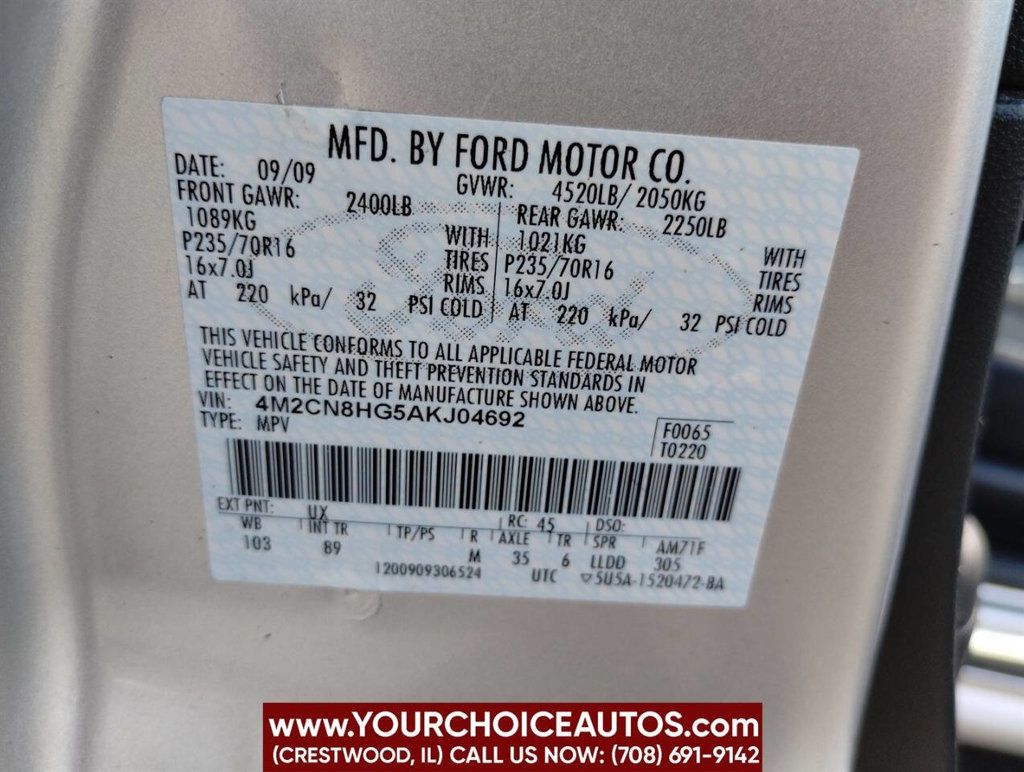 MFD. BY FORD MOTOR CO.
DATE: 09/09 GVWR: 4520LB/ 2050KG
FRONT GAWR: 2400LB REAR GAWR: 2250LB
1089KG WITH 1021KG WITH
P235/70R16 TIRES P235/70R16 TIRES
16x7.0J RIMS 16x7.0J RIMS
AT 220 kPa/ 32 PSI COLD AT 220 kPa/ 32 PSI COLD
THIS VEHICLE CONFORMS TO ALL APPLICABLE FEDERAL MOTOR
VEHICLE SAFETY AND THEFT PREVENTION STANDARDS IN
EFFECT ON THE DATE OF MANUFACTURE SHOWN ABOVE.
VIN: 4M2CN8HG5AKJ04692 F0065
TYPE: MPV T0220
EXT PNT: UX RC: 45 DSO:
WB INT TR TP/PS R AXLE TR SPR AM71F
103 89 M 35 6 LLDD 305
1200909306524 UTC ▽5U5A-1520472-BA
www.YOURCHOICEAUTOS.com
(CRESTWOOD, IL) CALL US NOW: (708) 691-9142